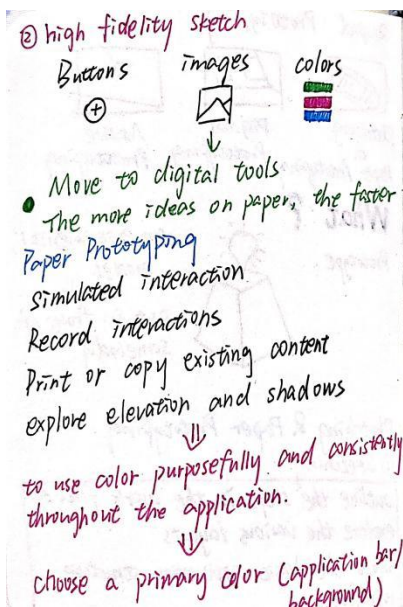 ② high fidelity sketch
Buttons images colors
Move to digital tools
The more ideas on paper, the faster
Paper Prototyping
Simulated interaction
Record interactions
Print or copy existing content
explore elevation and shadows
to use color purposefully and consistently
throughout the application.
choose a primary color (application bar/
background)